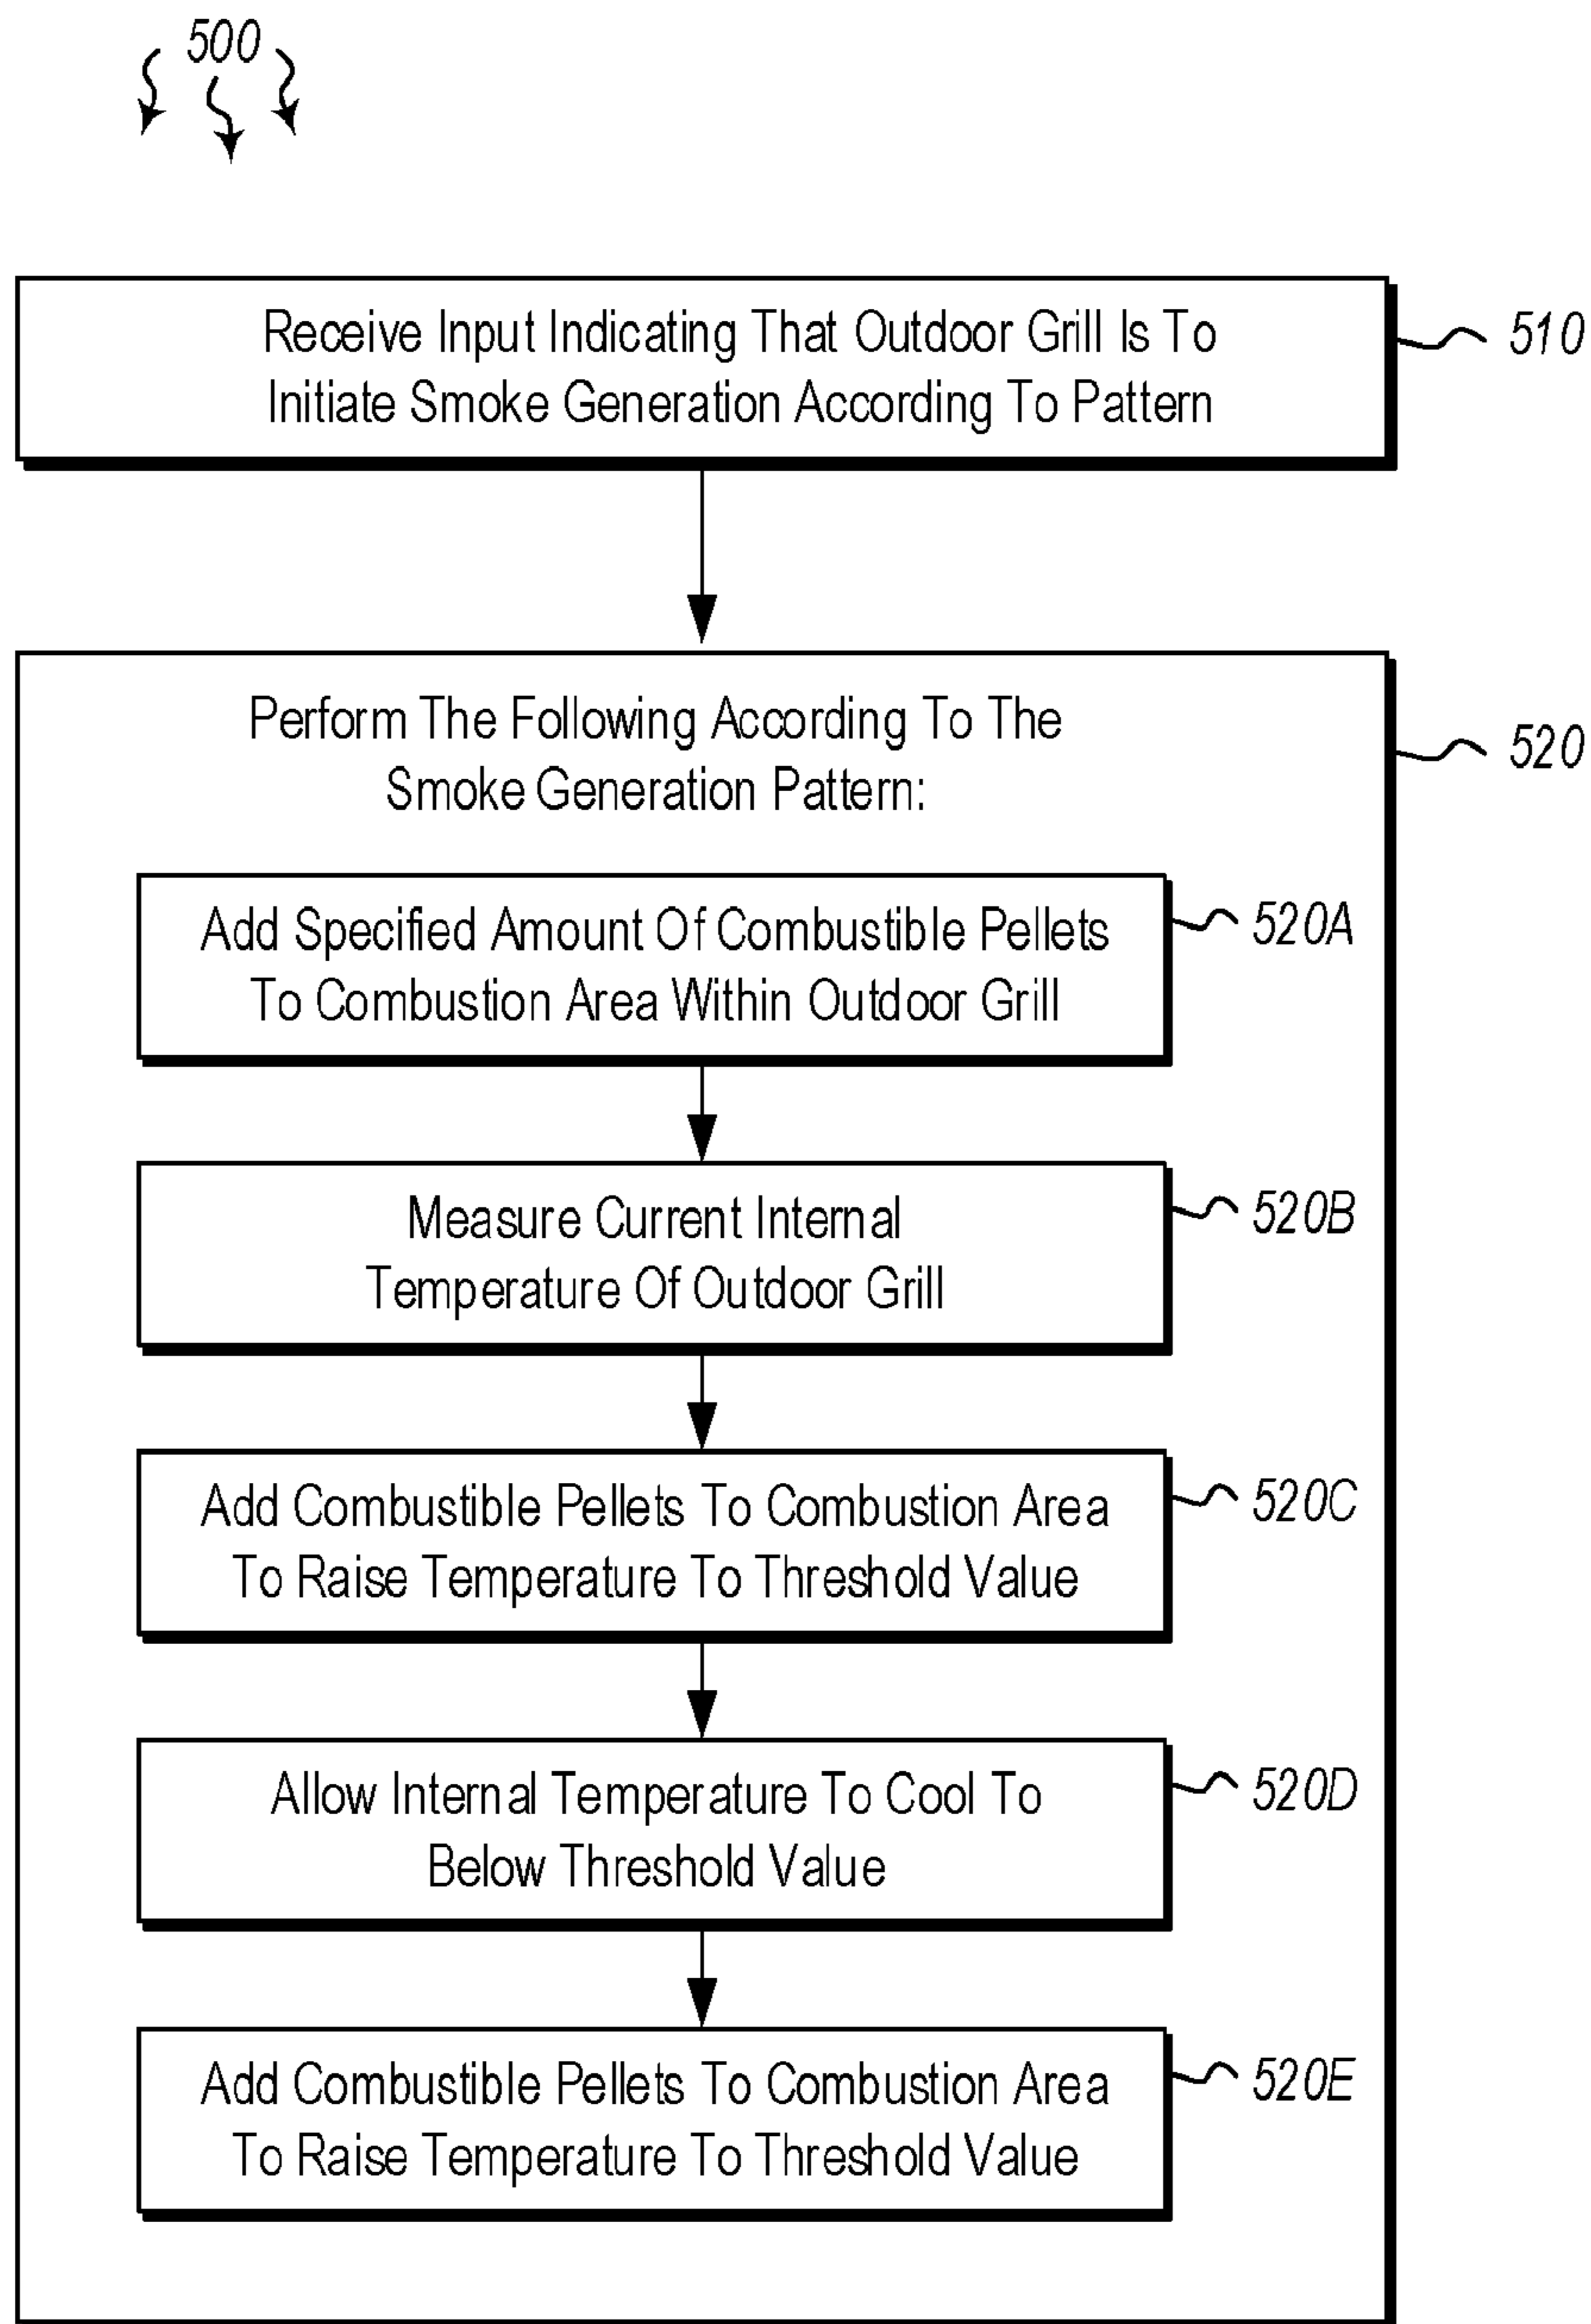 500
Receive Input Indicating That Outdoor Grill Is To
Initiate Smoke Generation According To Pattern
510
Perform The Following According To The
Smoke Generation Pattern:
520
Add Specified Amount Of Combustible Pellets
To Combustion Area Within Outdoor Grill
520A
Measure Current Internal
Temperature Of Outdoor Grill
520B
Add Combustible Pellets To Combustion Area
To Raise Temperature To Threshold Value
520C
Allow Internal Temperature To Cool To
Below Threshold Value
520D
Add Combustible Pellets To Combustion Area
To Raise Temperature To Threshold Value
520E